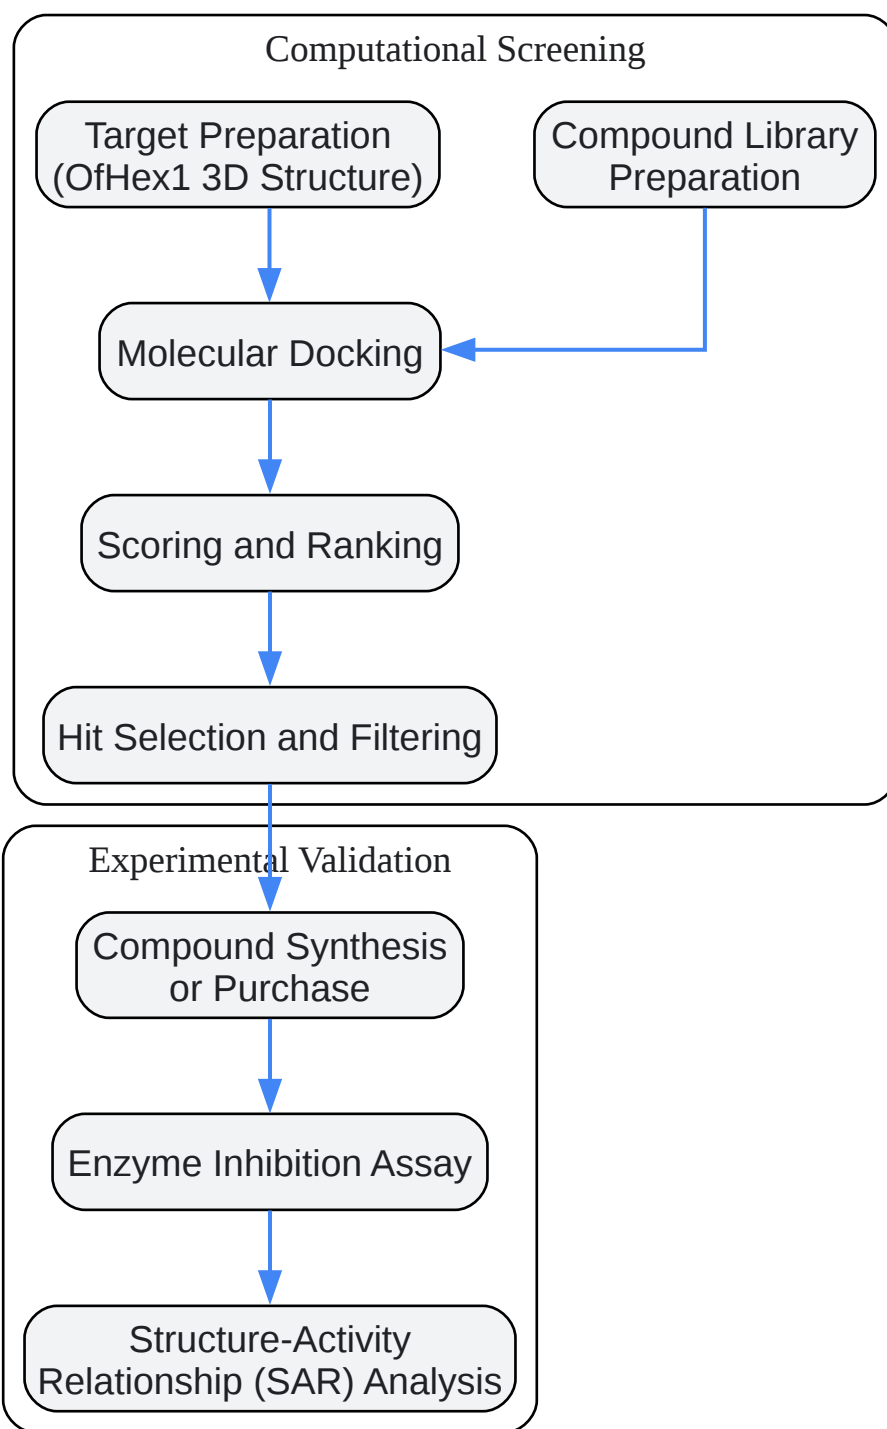 Computational Screening
Target Preparation
(OfHex1 3D Structure)
Compound Library
Preparation
Molecular Docking
Scoring and Ranking
Hit Selection and Filtering
Experimental Validation
Compound Synthesis
or Purchase
Enzyme Inhibition Assay
Structure-Activity
Relationship (SAR) Analysis